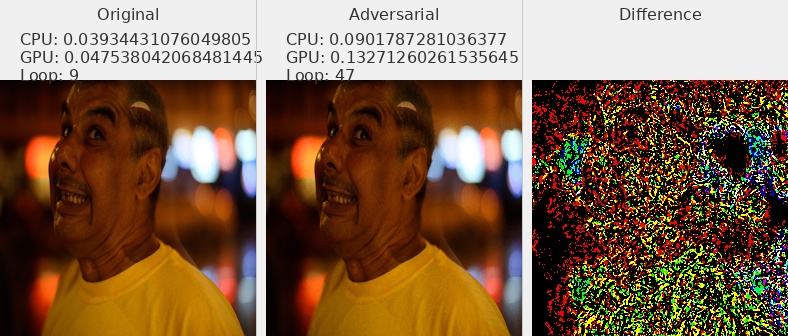 Original
Adversarial
Difference
CPU: 0.03934431076049805
GPU: 0.047538042068481445
Loop: 9
CPU: 0.0901787281036377
GPU: 0.13271260261535645
Loop: 47